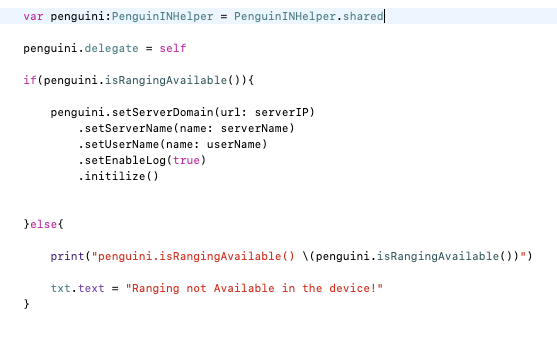 var penguini:PenguinINHelper = PenguinINHelper.shared
penguini.delegate = self
if(penguini.isRangingAvailable()){
penguini.setServerDomain(url: serverIP)
.setServerName(name: serverName)
.setUserName(name: userName)
.setEnableLog(true)
.initilize()
}else{
print("penguini.isRangingAvailable() \(penguini.isRangingAvailable())")
txt.text = "Ranging not Available in the device!"
}